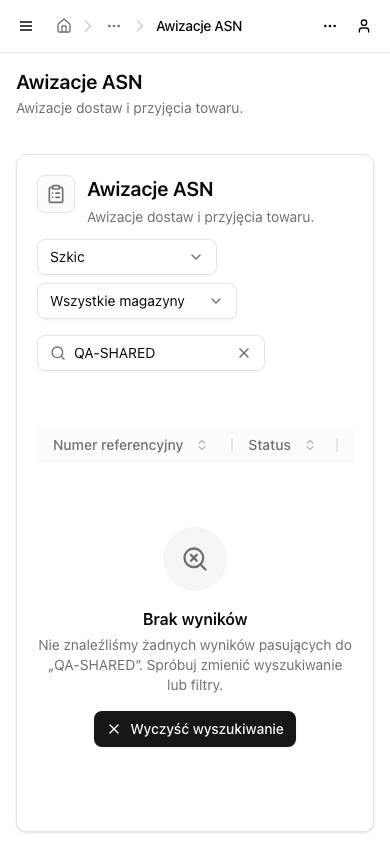 Awizacje ASN
Awizacje ASN
Awizacje dostaw i przyjęcia towaru.
Awizacje ASN
Awizacje dostaw i przyjęcia towaru.
Szkic
Wszystkie magazyny
QA-SHARED
Numer referencyjny Status
Brak wyników
Nie znaleźliśmy żadnych wyników pasujących do
„QA-SHARED”. Spróbuj zmienić wyszukiwanie
lub filtry.
Wyczyść wyszukiwanie